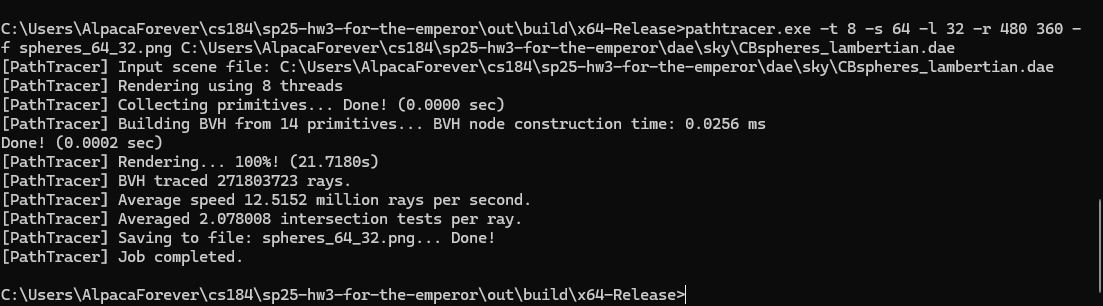 C:\Users\AlpacaForever\cs184\sp25-hw3-for-the-emperor\out\build\x64-Release>pathtracer.exe -t 8 -s 64 -l 32 -r 480 360 -
f spheres_64_32.png C:\Users\AlpacaForever\cs184\sp25-hw3-for-the-emperor\dae\sky\CBspheres_lambertian.dae
[PathTracer] Input scene file: C:\Users\AlpacaForever\cs184\sp25-hw3-for-the-emperor\dae\sky\CBspheres_lambertian.dae
[PathTracer] Rendering using 8 threads
[PathTracer] Collecting primitives... Done! (0.0000 sec)
[PathTracer] Building BVH from 14 primitives... BVH node construction time: 0.0256 ms
Done! (0.0002 sec)
[PathTracer] Rendering... 100%! (21.7180s)
[PathTracer] BVH traced 271803723 rays.
[PathTracer] Average speed 12.5152 million rays per second.
[PathTracer] Averaged 2.078008 intersection tests per ray.
[PathTracer] Saving to file: spheres_64_32.png... Done!
[PathTracer] Job completed.
C:\Users\AlpacaForever\cs184\sp25-hw3-for-the-emperor\out\build\x64-Release>